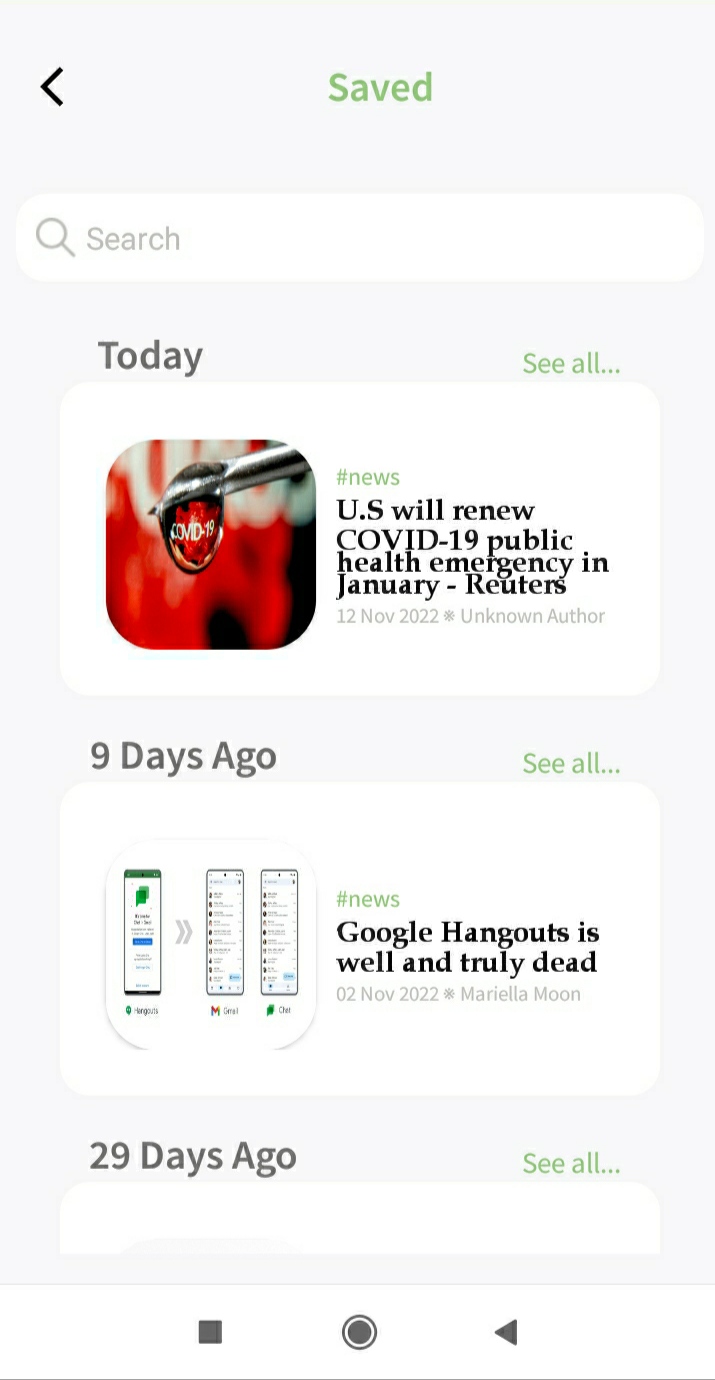 Saved
Search
Today
See all...
#news
U.S will renew
COVID-19 public
health emergency in
January - Reuters
12 Nov 2022 ※ Unknown Author
COVID-19
9 Days Ago
See all...
#news
Google Hangouts is
well and truly dead
02 Nov 2022 ※ Mariella Moon
Hangouts
Gmail
Chat
29 Days Ago
See all...